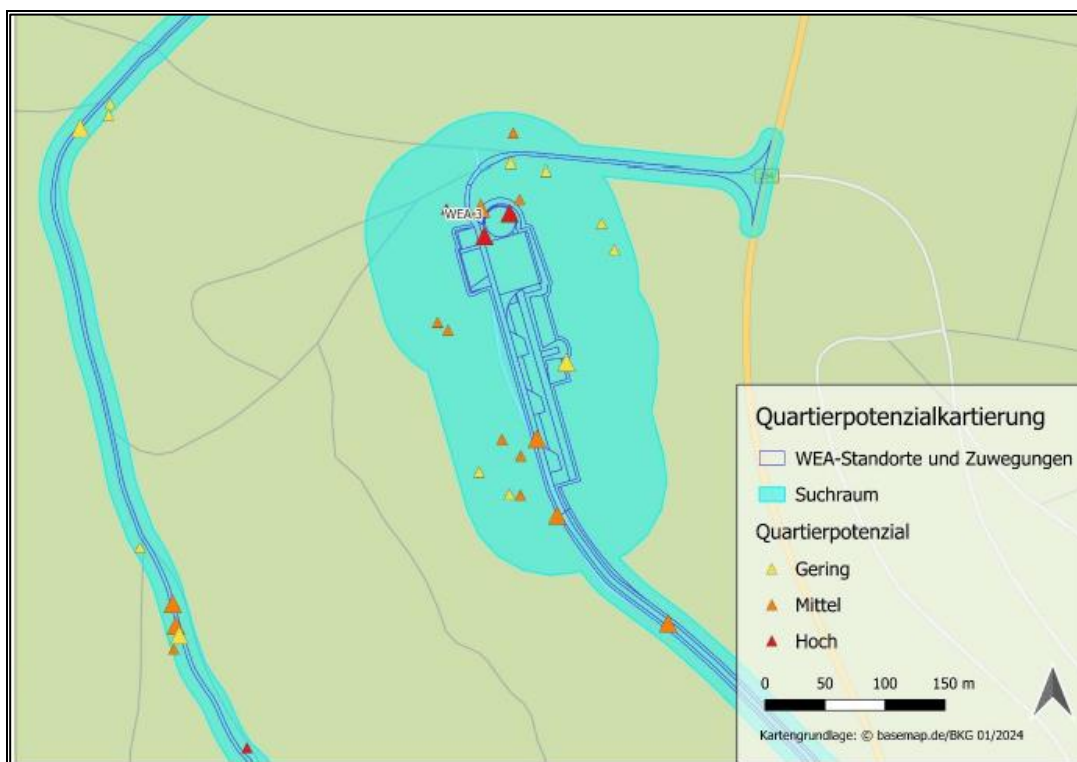 WEA 3
Quartierpotenzialkartierung
WEA-Standorte und Zuwegungen
Suchraum
Quartierpotenzial
Gering
Mittel
Hoch
0 50 100 150 m
Kartengrundlage: © basemap.de/BKG 01/2024